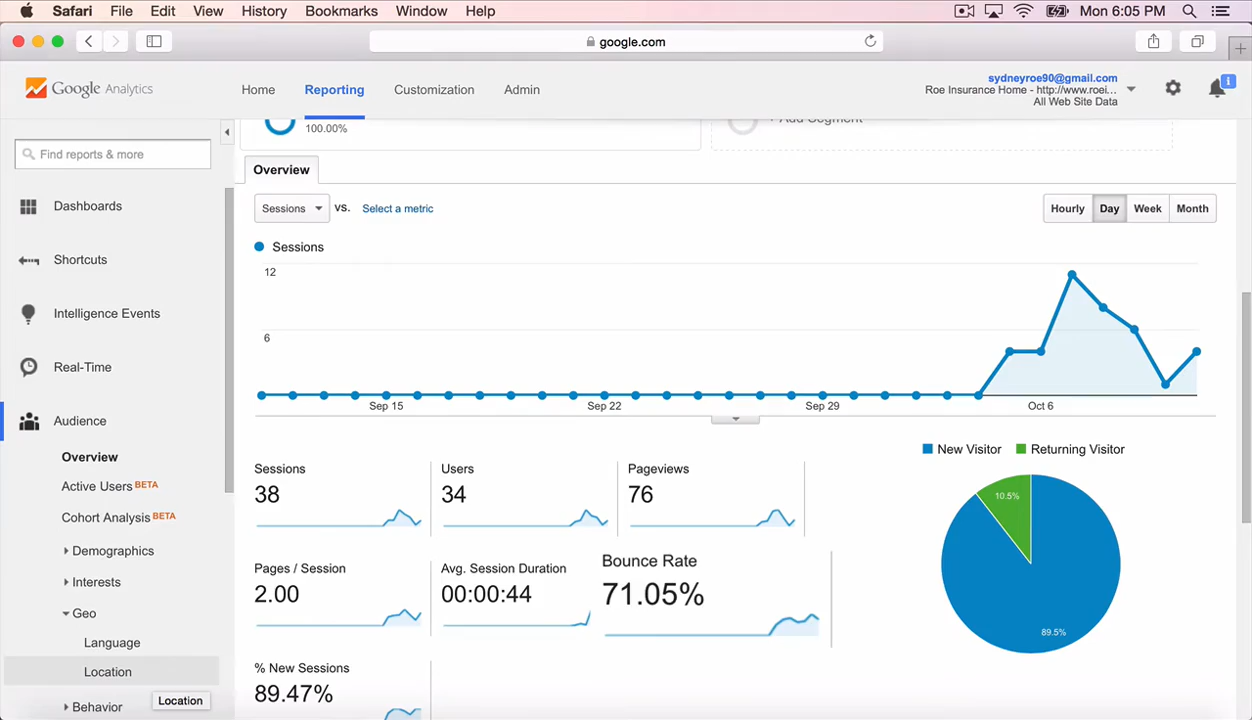 Safari File Edit View History Bookmarks Window Help Mon 6:05 PM
google.com
Google Analytics Home Reporting Customization Admin
sydneyroe90@gmail.com
Roe Insurance Home - http://www.roei...
All Web Site Data
1
100.00%
+ Add Segment
Find reports & more
Dashboards
Shortcuts
Intelligence Events
Real-Time
Audience
Overview
Active Users BETA
Cohort Analysis BETA
Demographics
Interests
Geo
Language
Location
Location
Behavior
Overview
Sessions VS. Select a metric
Hourly Day Week Month
Sessions
12
6
Sep 15 Sep 22 Sep 29 Oct 6
Sessions
38
Users
34
Pageviews
76
Pages / Session
2.00
Avg. Session Duration
00:00:44
Bounce Rate
71.05%
% New Sessions
89.47%
New Visitor Returning Visitor
10.5%
89.5%